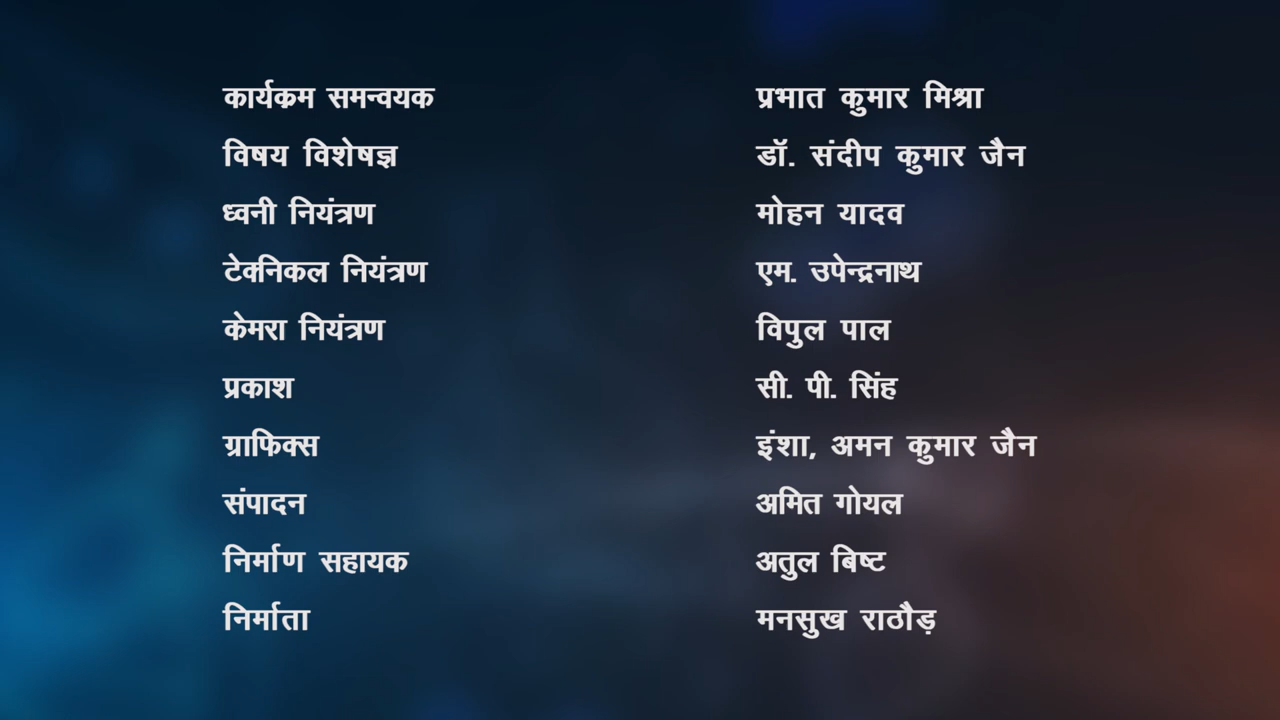 कार्यक्रम समन्वयक प्रभात कुमार मिश्रा
विषय विशेषज्ञ डॉ. संदीप कुमार जैन
ध्वनी नियंत्रण मोहन यादव
टेक्निकल नियंत्रण एम. उपेन्द्रनाथ
केमरा नियंत्रण विपुल पाल
प्रकाश सी. पी. सिंह
ग्राफिक्स इंशा, अमन कुमार जैन
संपादन अमित गोयल
निर्माण सहायक अतुल बिष्ट
निर्माता मनसुख राठौड़